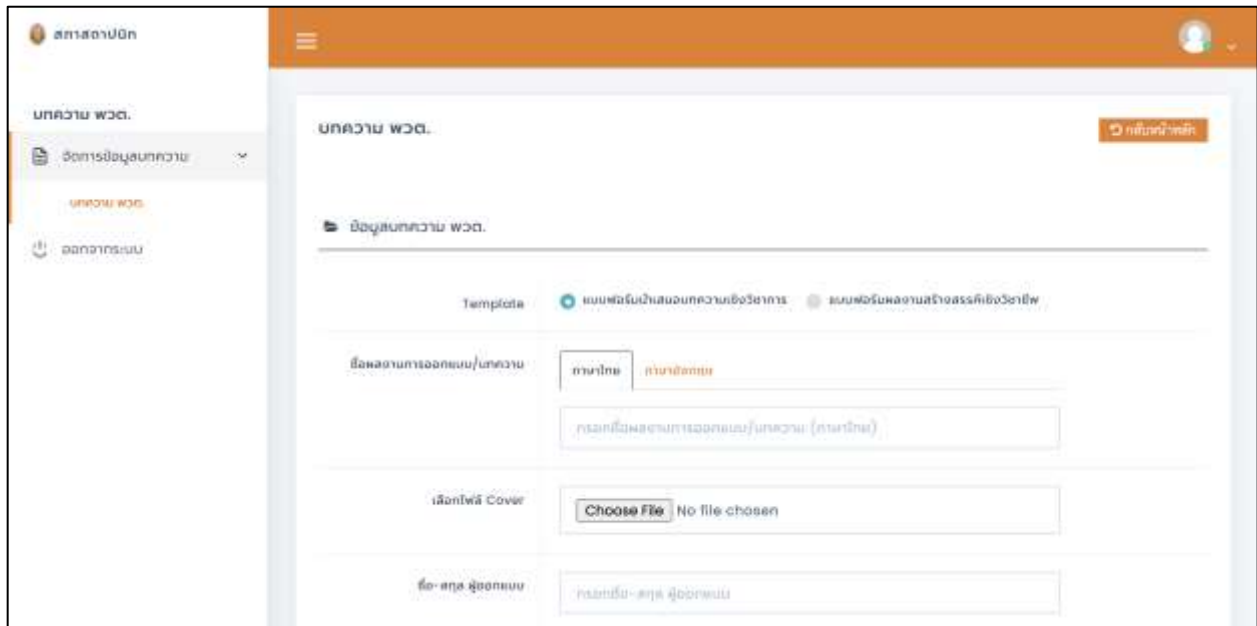 สภาสถาปนิก
บทความ พวต.
จัดการข้อมูลบทความ
บทความ พวต.
ออกจากระบบ
บทความ พวต.
กลับหน้าหลัก
ข้อมูลบทความ พวต.
Template
แบบฟอร์มนำเสนอบทความเชิงวิชาการ
แบบฟอร์มผลงานสร้างสรรค์เชิงวิชาชีพ
ชื่อผลงานการออกแบบ/บทความ
ภาษาไทย
ภาษาอังกฤษ
กรอกชื่อผลงานการออกแบบ/บทความ (ภาษาไทย)
เลือกไฟล์ Cover
Choose File No file chosen
ชื่อ-สกุล ผู้ออกแบบ
กรอกชื่อ-สกุล ผู้ออกแบบ